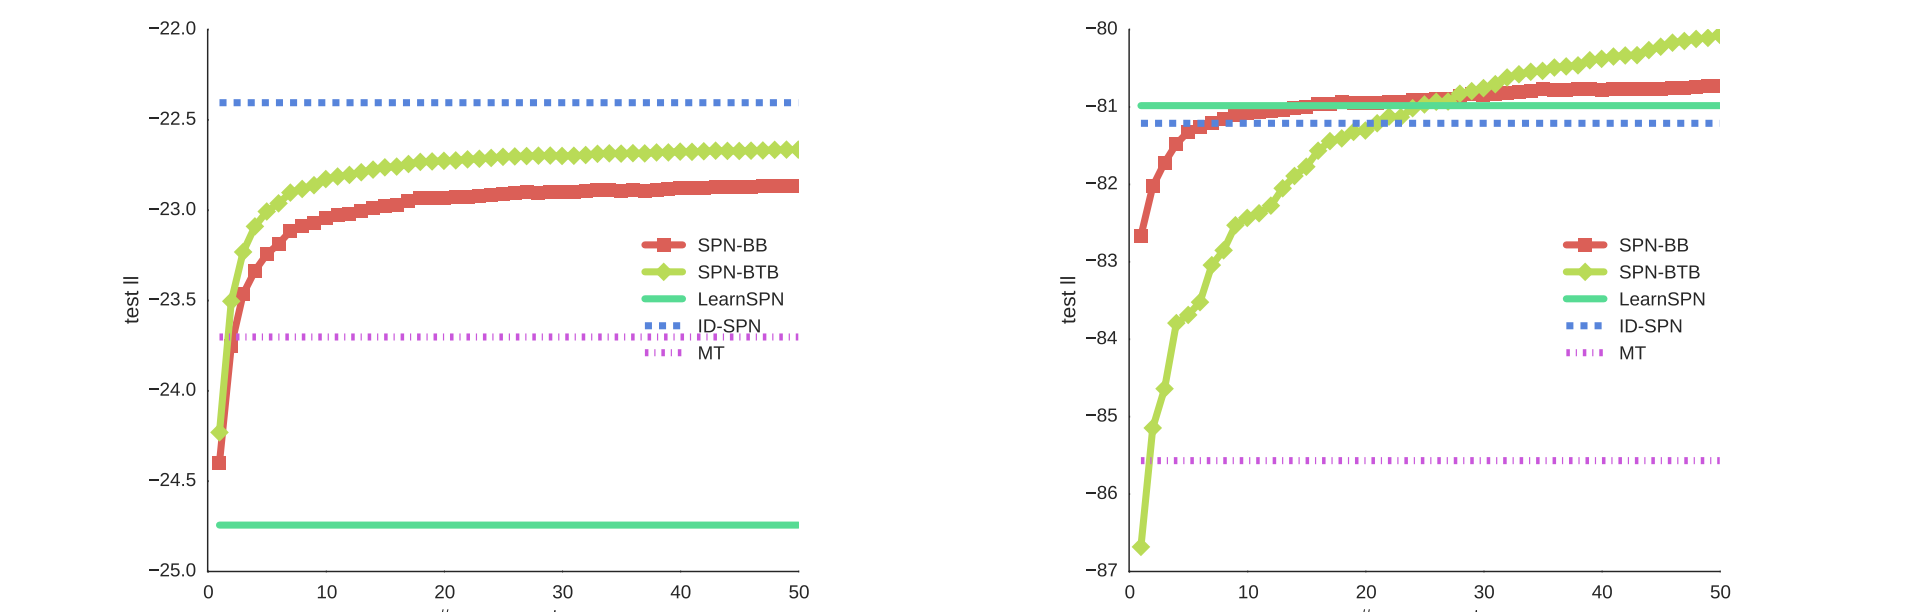 −22.0
−22.5
−23.0
−23.5
−24.0
−24.5
−25.0
test ll
0 10 20 30 40 50
SPN-BB
SPN-BTB
LearnSPN
ID-SPN
MT
−80
−81
−82
−83
−84
−85
−86
−87
test ll
0 10 20 30 40 50
SPN-BB
SPN-BTB
LearnSPN
ID-SPN
MT